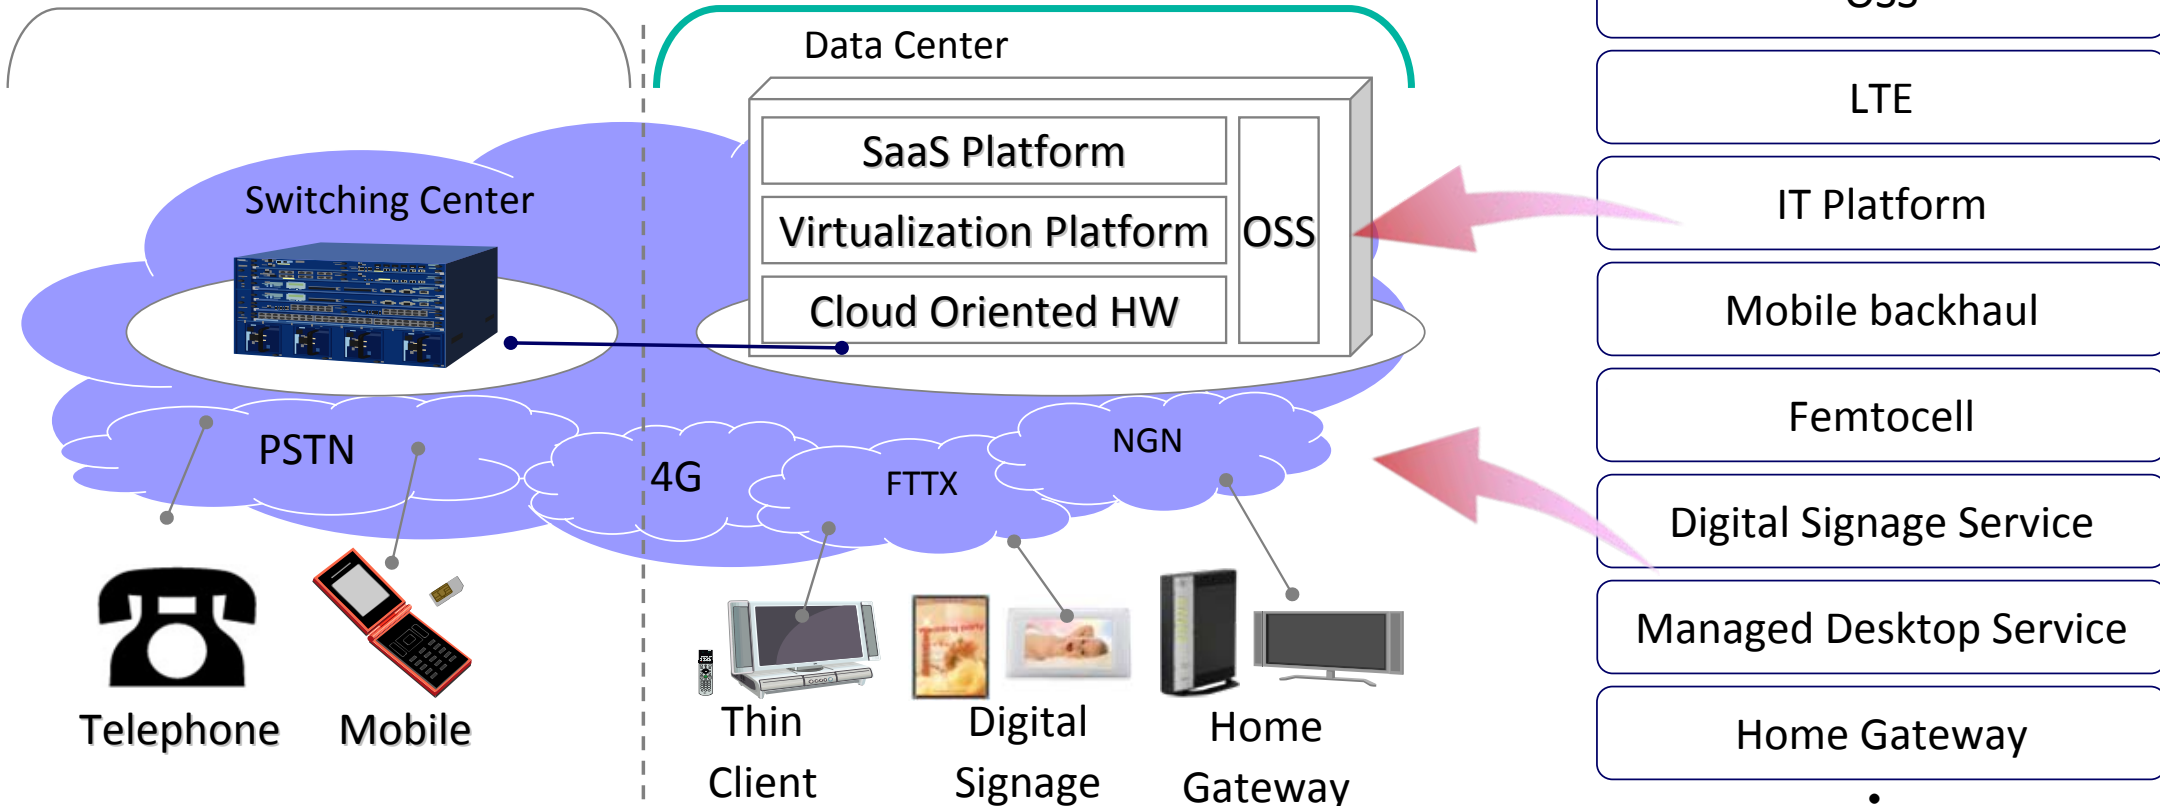 OSS
Data Center
LTE
SaaS Platform
Switching Center
IT Platform
Virtualization Platform
OSS
Cloud Oriented HW
Mobile backhaul
Femtocell
PSTN
4G
FTTX
NGN
Digital Signage Service
Managed Desktop Service
Telephone
Mobile
Thin
Client
Digital
Signage
Home
Gateway
Home Gateway